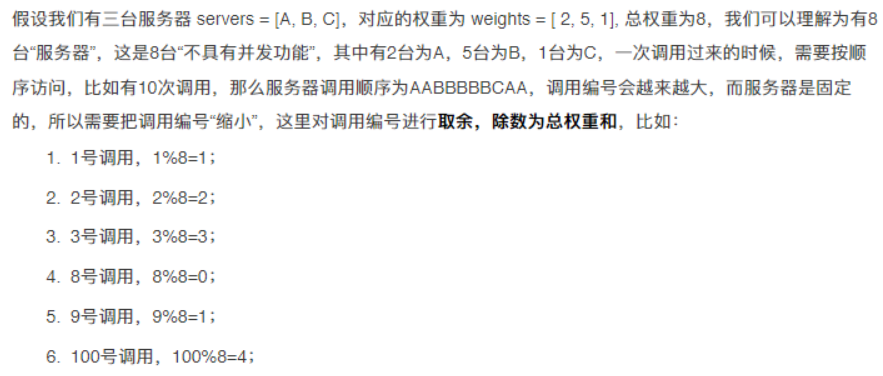 假设我们有三台服务器 servers = [A, B, C]，对应的权重为 weights = [ 2, 5, 1], 总权重为8，我们可以理解为有8
台“服务器”，这是8台“不具有并发功能”，其中有2台为A，5台为B，1台为C，一次调用过来的时候，需要按顺
序访问，比如有10次调用，那么服务器调用顺序为AABBBBBCAA，调用编号会越来越大，而服务器是固定
的，所以需要把调用编号“缩小”，这里对调用编号进行取余，除数为总权重和，比如：
1. 1号调用，1%8=1；
2. 2号调用，2%8=2；
3. 3号调用，3%8=3；
4. 8号调用，8%8=0；
5. 9号调用，9%8=1；
6. 100号调用，100%8=4；